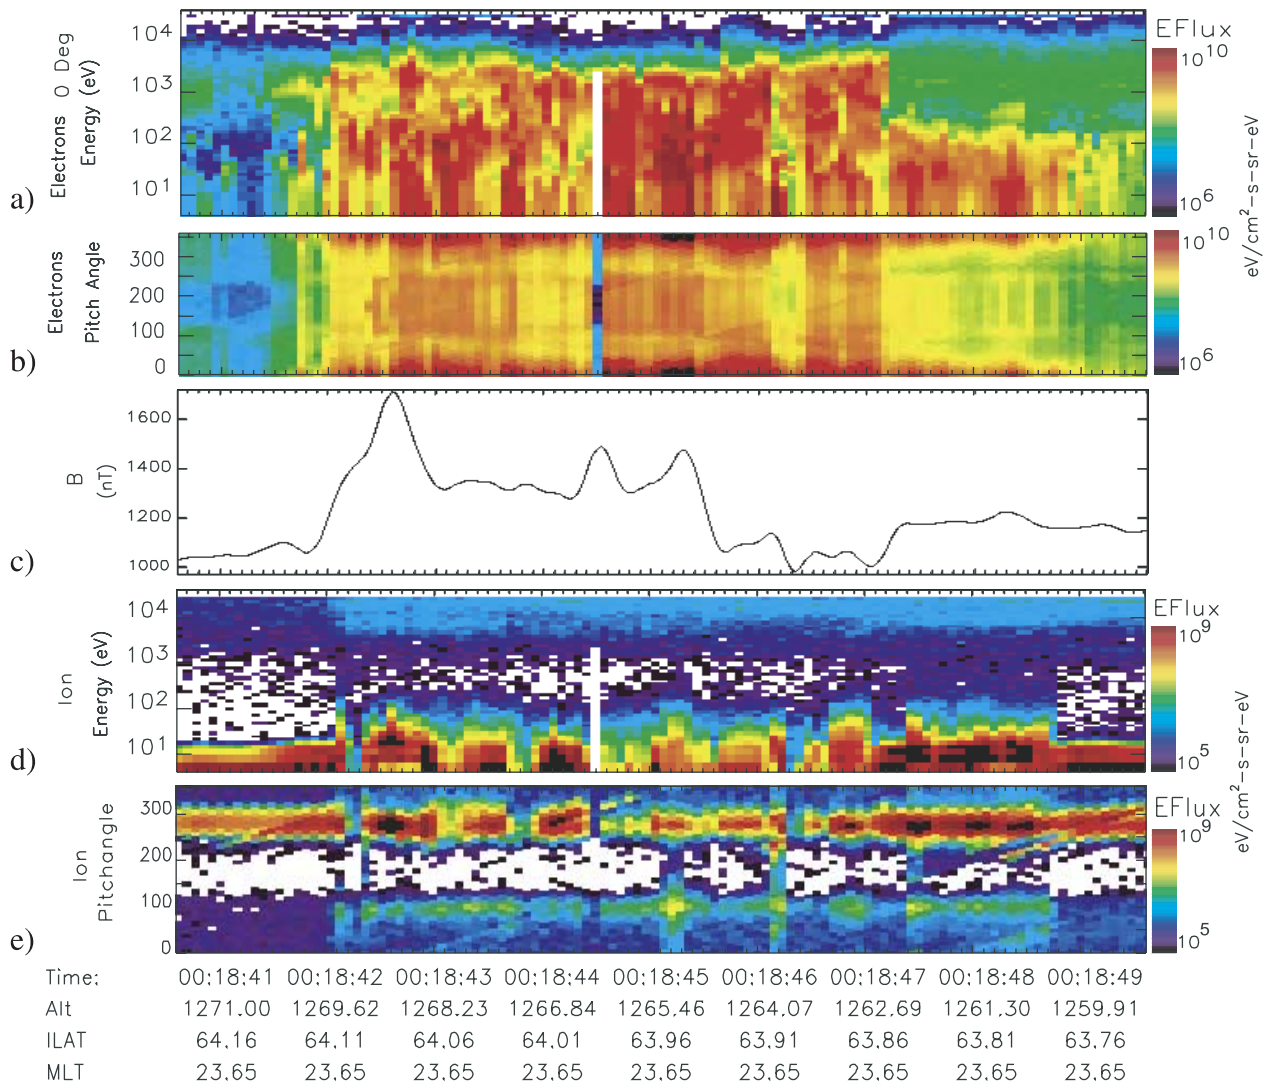 a)
Electrons 0 Deg
Energy (eV)
10^4
10^3
10^2
10^1
EFlux
10^10
10^6
eV/cm^2-s-sr-eV
b)
Electrons
Pitch Angle
300
200
100
0
10^10
10^6
c)
B
(nT)
1600
1400
1200
1000
d)
Ion
Energy (eV)
10^4
10^3
10^2
10^1
EFlux
10^9
10^5
eV/cm^2-s-sr-eV
e)
Ion
Pitchangle
300
200
100
0
EFlux
10^9
10^5
Time: 00:18:41 00:18:42 00:18:43 00:18:44 00:18:45 00:18:46 00:18:47 00:18:48 00:18:49
Alt 1271.00 1269.62 1268.23 1266.84 1265.46 1264.07 1262.69 1261.30 1259.91
ILAT 64.16 64.11 64.06 64.01 63.96 63.91 63.86 63.81 63.76
MLT 23.65 23.65 23.65 23.65 23.65 23.65 23.65 23.65 23.65